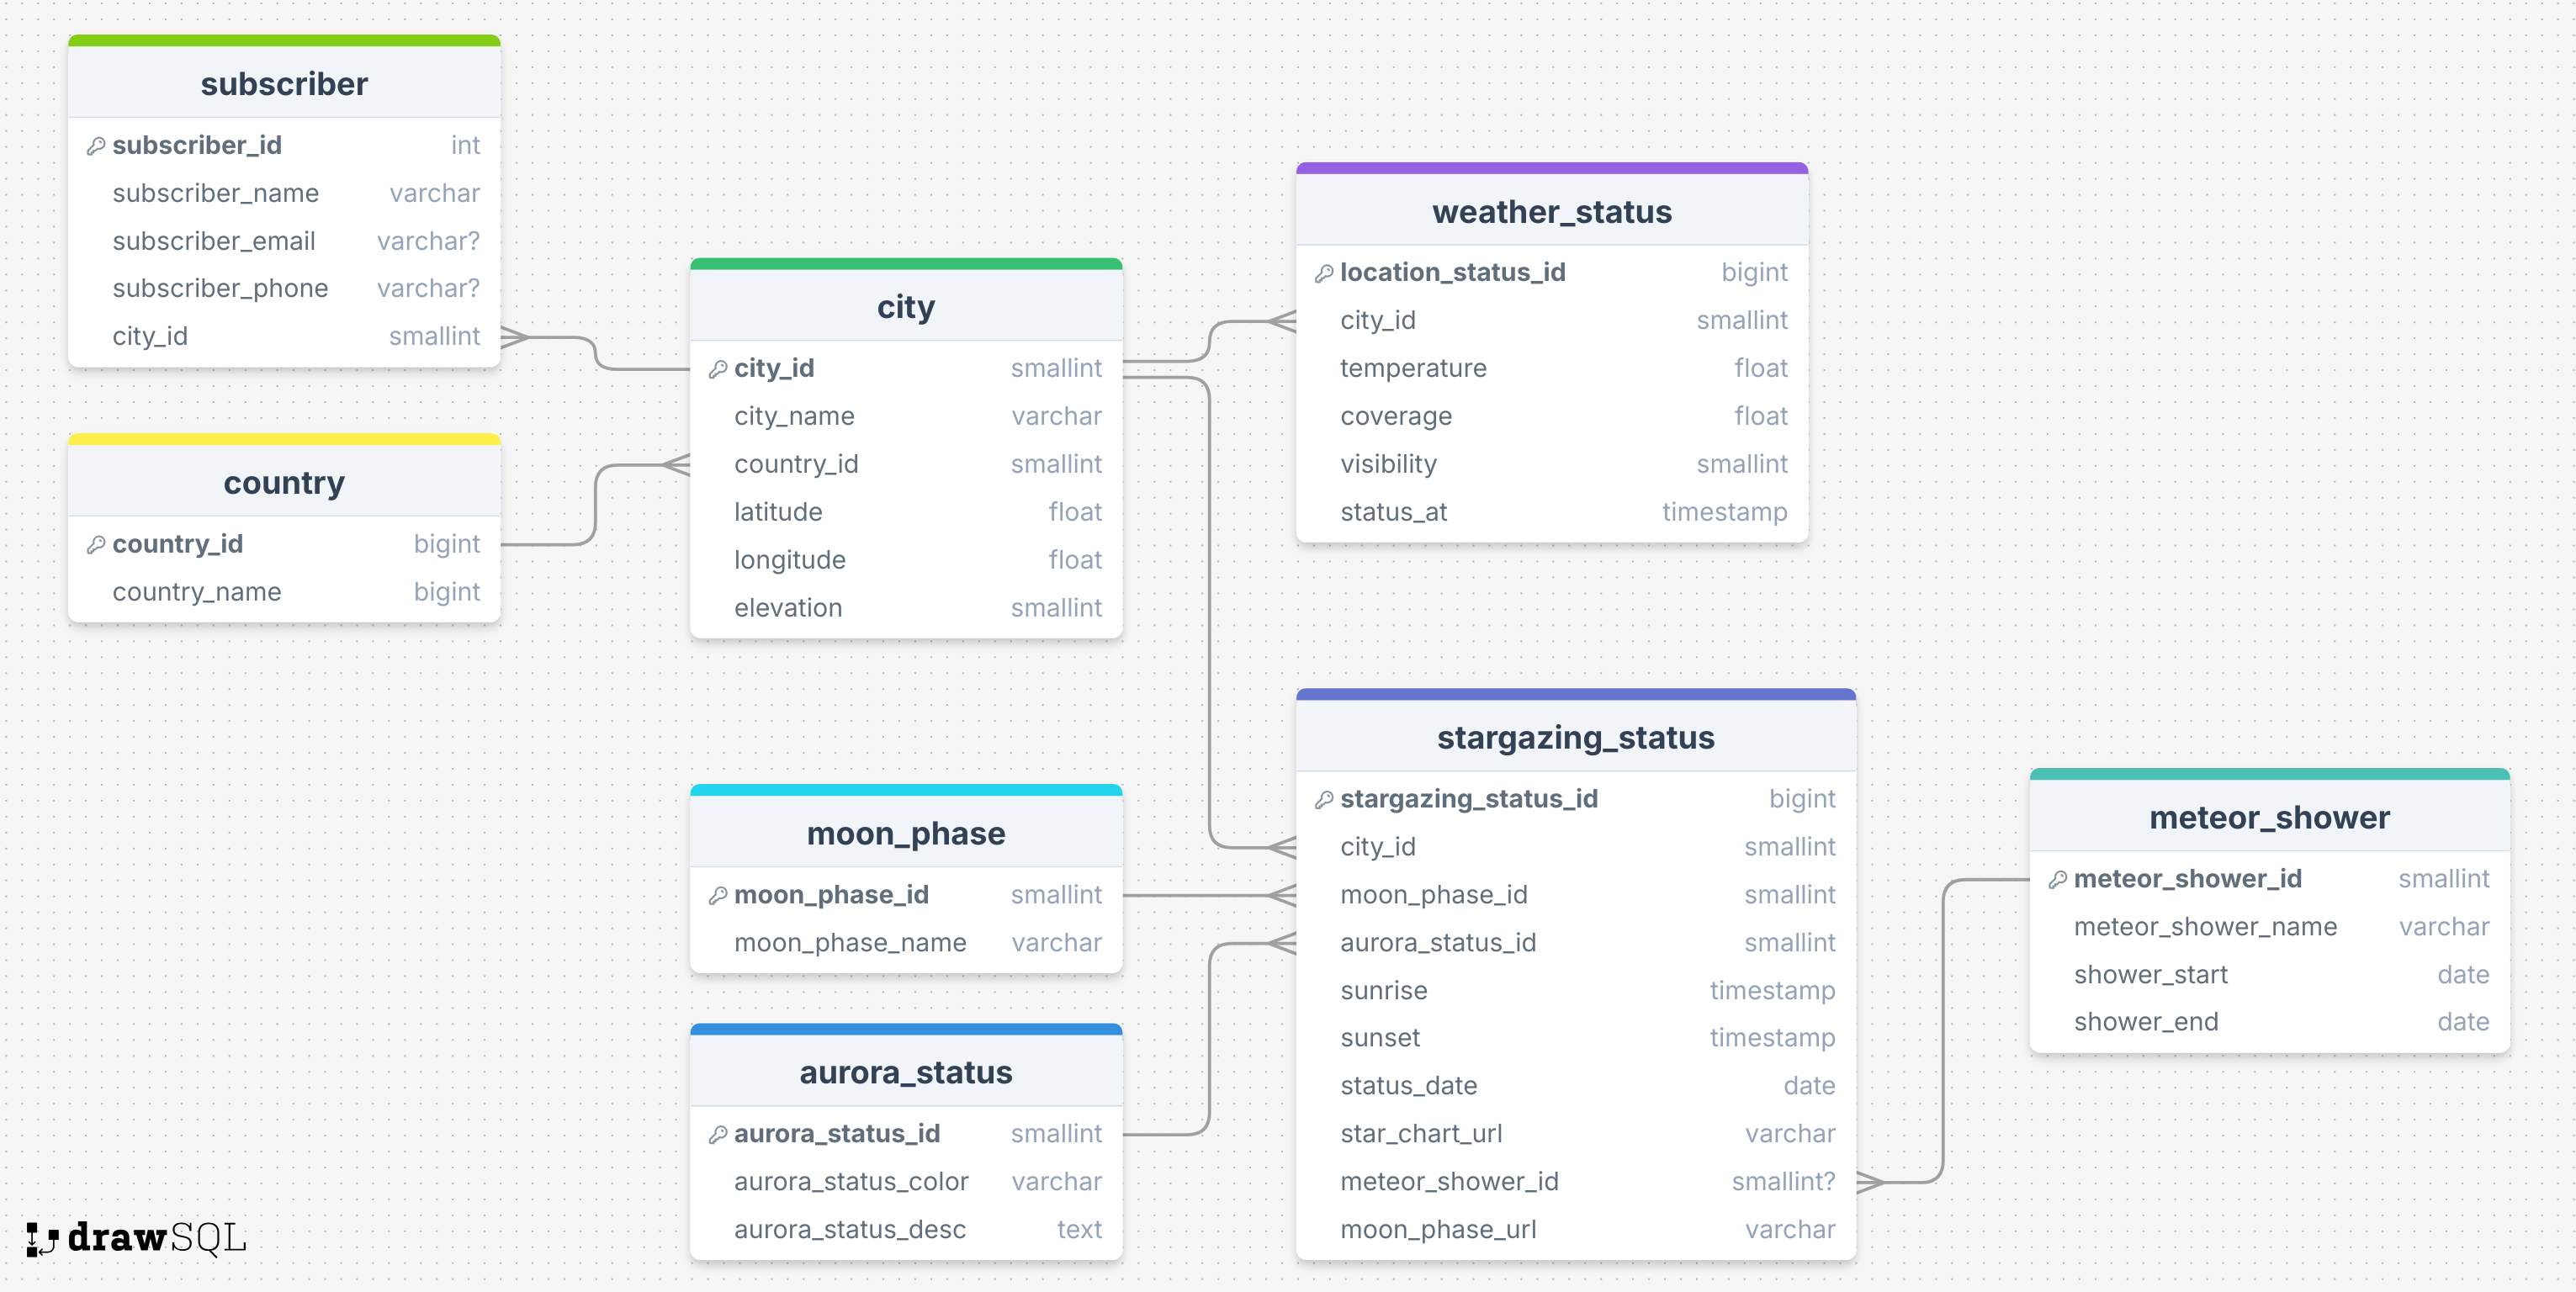 subscriber
subscriber_id int
subscriber_name varchar
subscriber_email varchar?
subscriber_phone varchar?
city_id smallint
country
country_id bigint
country_name bigint
city
city_id smallint
city_name varchar
country_id smallint
latitude float
longitude float
elevation smallint
weather_status
location_status_id bigint
city_id smallint
temperature float
coverage float
visibility smallint
status_at timestamp
moon_phase
moon_phase_id smallint
moon_phase_name varchar
aurora_status
aurora_status_id smallint
aurora_status_color varchar
aurora_status_desc text
stargazing_status
stargazing_status_id bigint
city_id smallint
moon_phase_id smallint
aurora_status_id smallint
sunrise timestamp
sunset timestamp
status_date date
star_chart_url varchar
meteor_shower_id smallint?
moon_phase_url varchar
meteor_shower
meteor_shower_id smallint
meteor_shower_name varchar
shower_start date
shower_end date
drawSQL